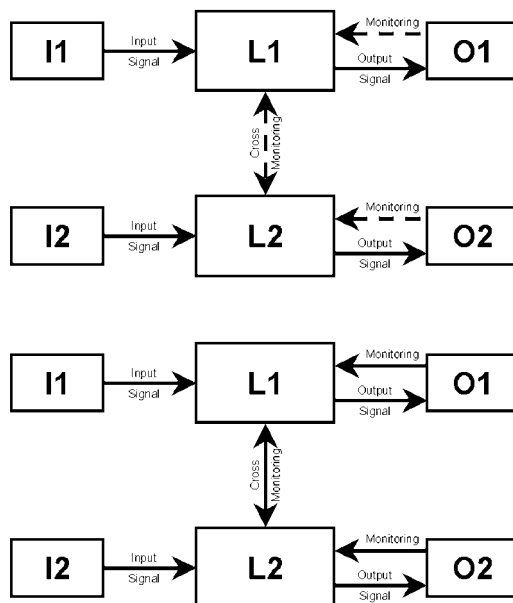 Monitoring
I1
Input
Signal
L1
Output
Signal
O1
Cross
Monitoring
Monitoring
I2
Input
Signal
L2
Output
Signal
O2
Monitoring
I1
Input
Signal
L1
Output
Signal
O1
Cross
Monitoring
Monitoring
I2
Input
Signal
L2
Output
Signal
O2